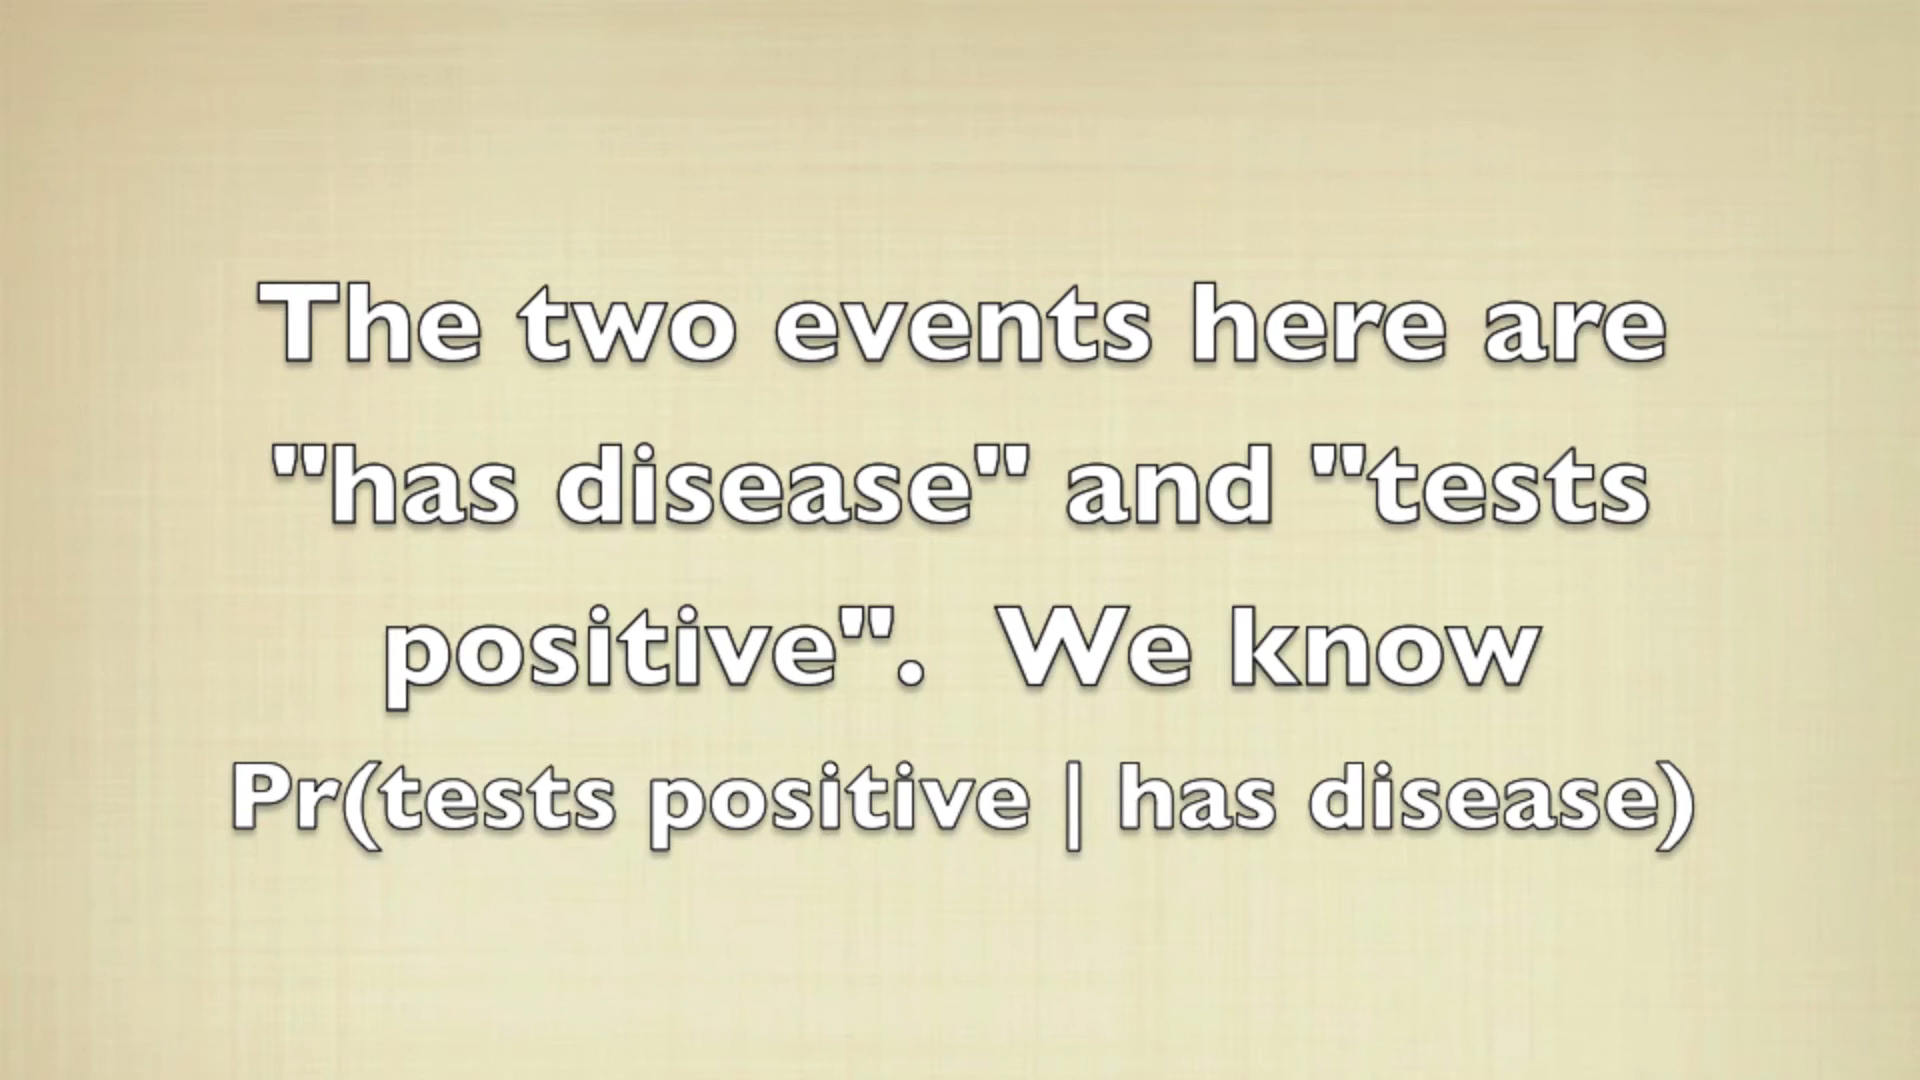 The two events here are
"has disease" and "tests
positive".  We know
Pr(tests positive | has disease)